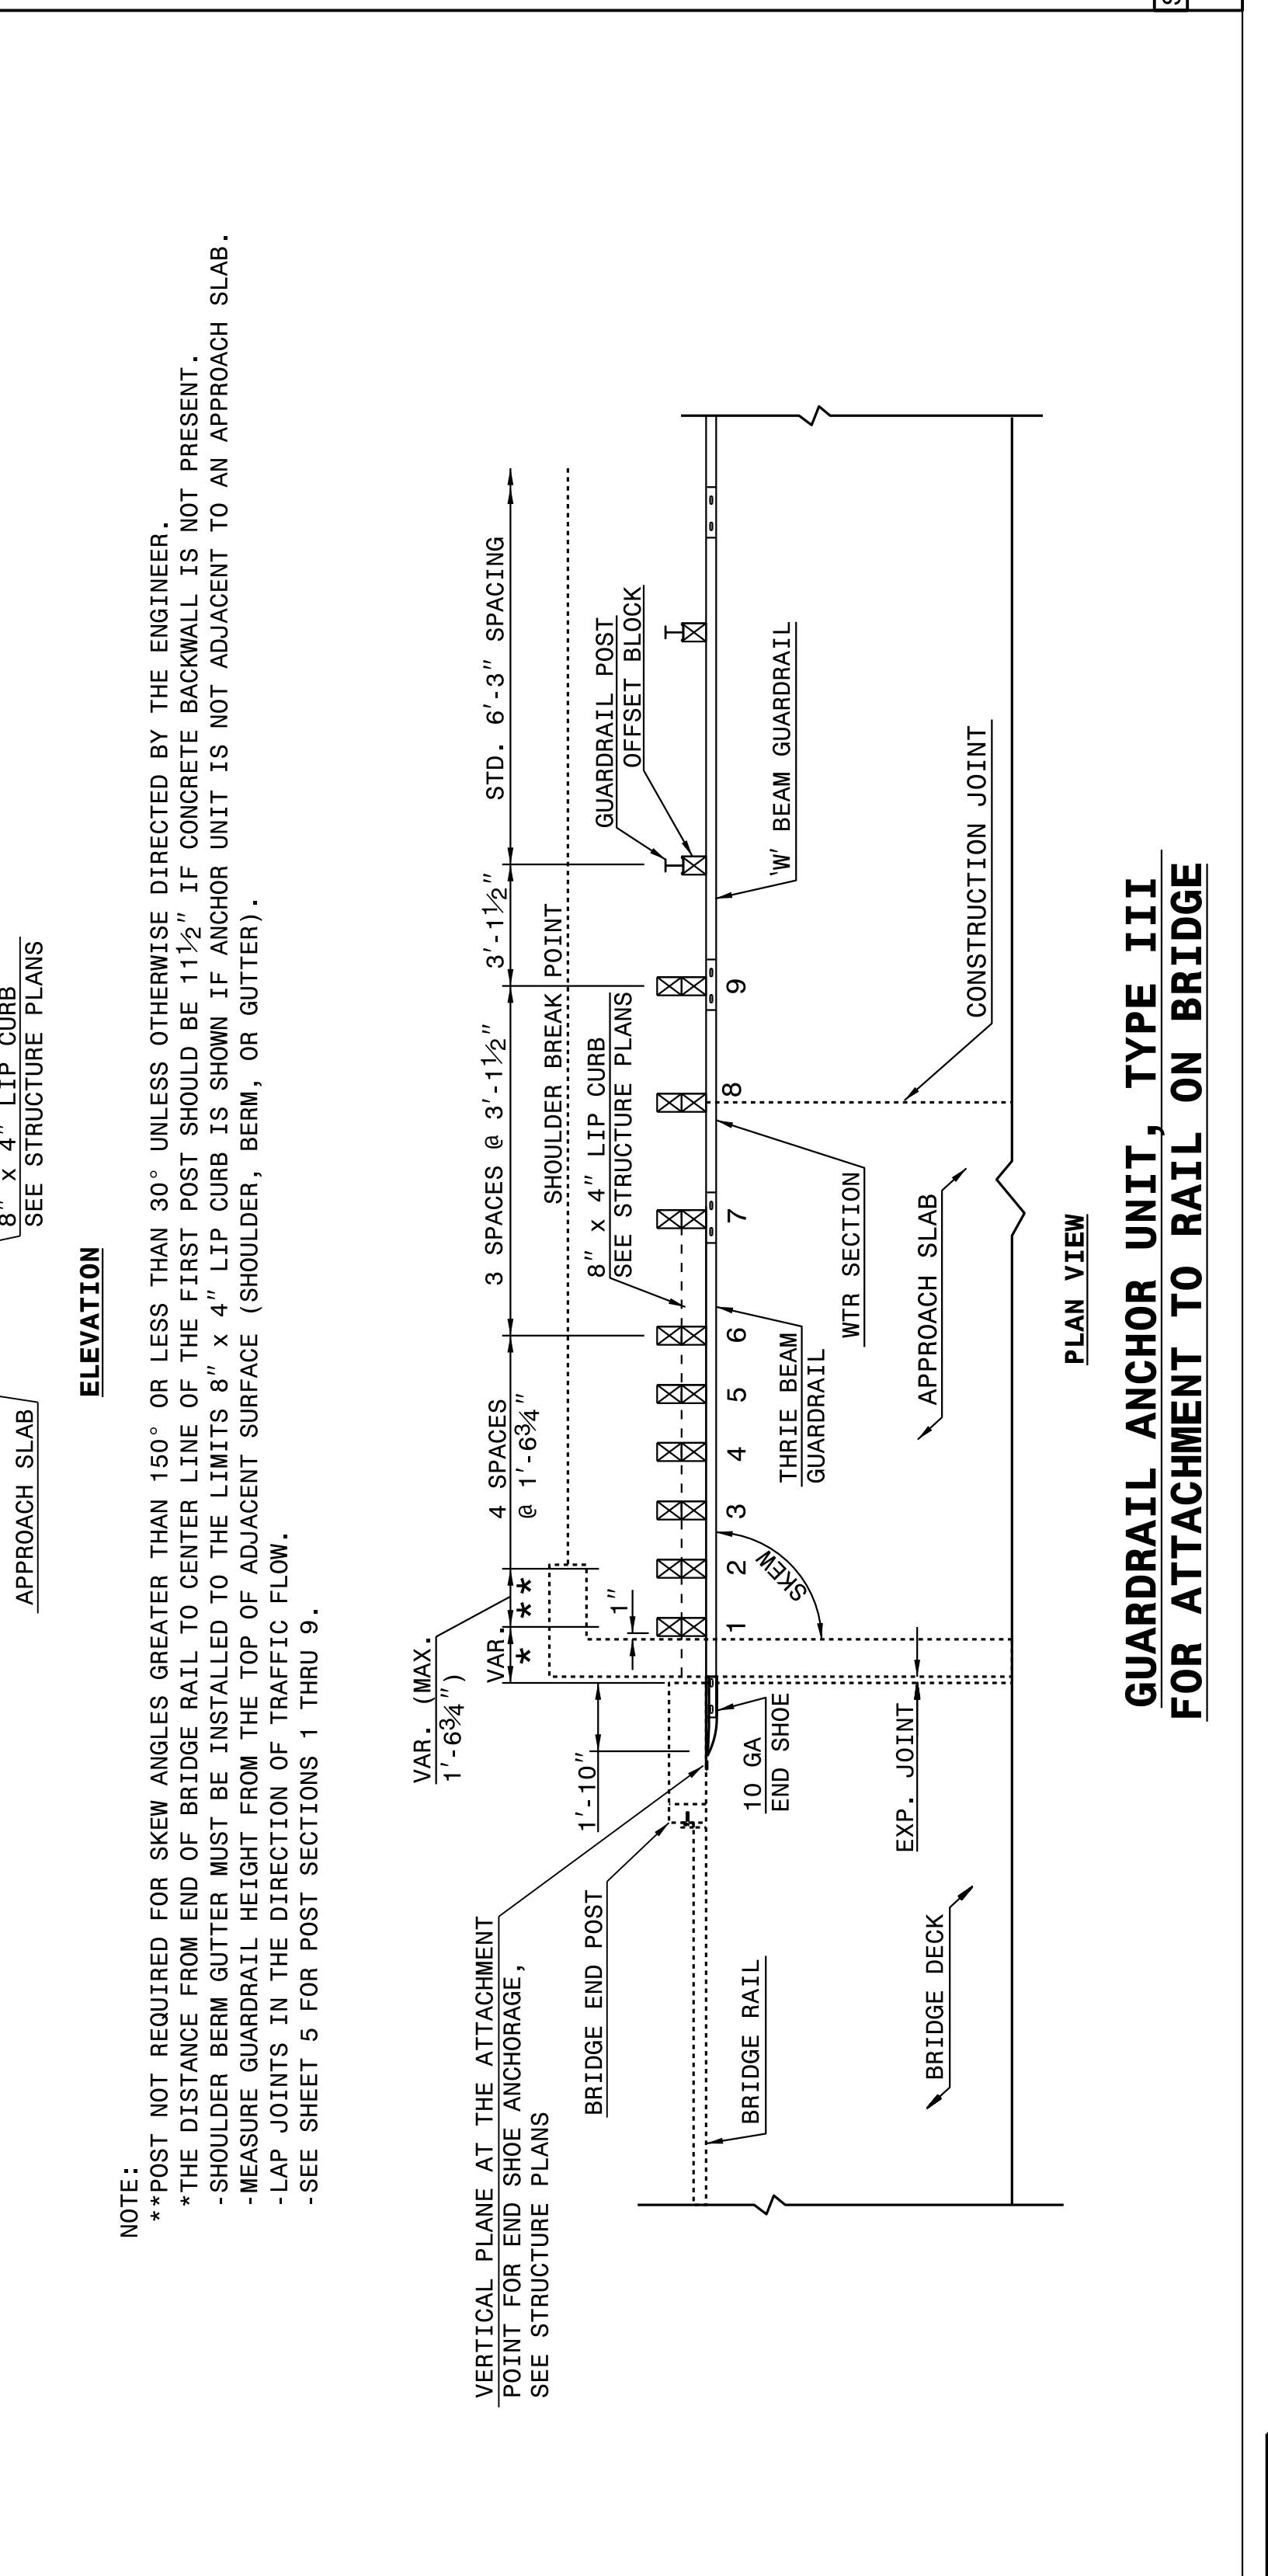 8" x 4" LIP CURB
SEE STRUCTURE PLANS
APPROACH SLAB
ELEVATION
NOTE:
**POST NOT REQUIRED FOR SKEW ANGLES GREATER THAN 150° OR LESS THAN 30° UNLESS OTHERWISE DIRECTED BY THE ENGINEER.
*THE DISTANCE FROM END OF BRIDGE RAIL TO CENTER LINE OF THE FIRST POST SHOULD BE 11½" IF CONCRETE BACKWALL IS NOT PRESENT.
-SHOULDER BERM GUTTER MUST BE INSTALLED TO THE LIMITS 8" x 4" LIP CURB IS SHOWN IF ANCHOR UNIT IS NOT ADJACENT TO AN APPROACH SLAB.
-MEASURE GUARDRAIL HEIGHT FROM THE TOP OF ADJACENT SURFACE (SHOULDER, BERM, OR GUTTER).
-LAP JOINTS IN THE DIRECTION OF TRAFFIC FLOW.
-SEE SHEET 5 FOR POST SECTIONS 1 THRU 9.
VAR. (MAX.
1'-6¾")
VERTICAL PLANE AT THE ATTACHMENT
POINT FOR END SHOE ANCHORAGE,
SEE STRUCTURE PLANS
VAR.
*
**
4 SPACES
@ 1'-6¾"
3 SPACES @ 3'-1½"
3'-1½"
STD. 6'-3" SPACING
SHOULDER BREAK POINT
1'-10"
1"
8" x 4" LIP CURB
SEE STRUCTURE PLANS
GUARDRAIL POST
OFFSET BLOCK
BRIDGE END POST
1
2
3
4
5
6
7
8
9
BRIDGE RAIL
10 GA
END SHOE
SKEW
THRIE BEAM
GUARDRAIL
WTR SECTION
'W' BEAM GUARDRAIL
BRIDGE DECK
EXP. JOINT
APPROACH SLAB
CONSTRUCTION JOINT
PLAN VIEW
GUARDRAIL ANCHOR UNIT, TYPE III
FOR ATTACHMENT TO RAIL ON BRIDGE